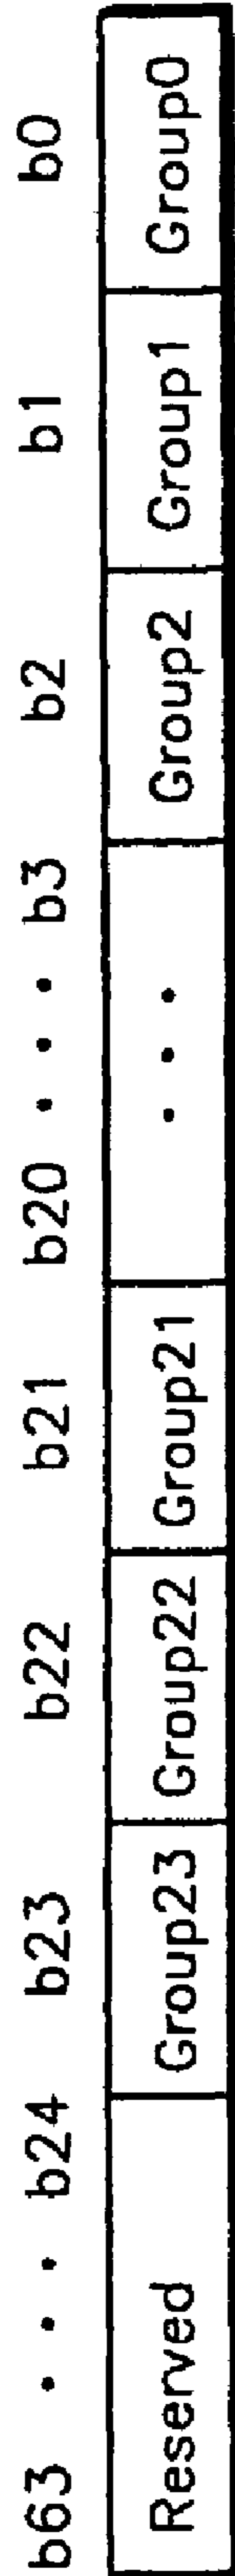 b63 . . . b24 b23 b22 b21 b20 . . . b3 b2 b1 b0
Reserved Group23 Group22 Group21 . . . Group2 Group1 Group0